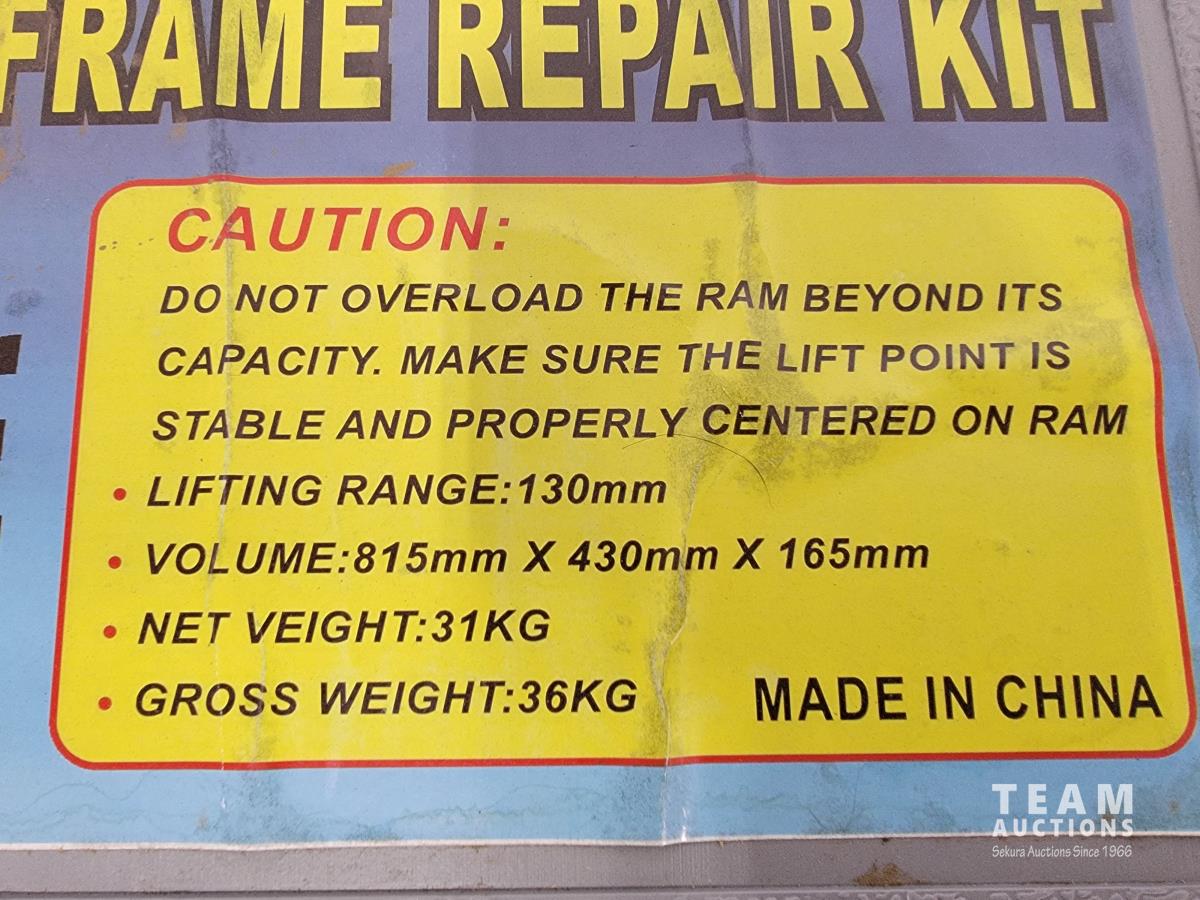 FRAME REPAIR KIT
CAUTION:
DO NOT OVERLOAD THE RAM BEYOND ITS
CAPACITY. MAKE SURE THE LIFT POINT IS
STABLE AND PROPERLY CENTERED ON RAM
• LIFTING RANGE:130mm
• VOLUME:815mm X 430mm X 165mm
• NET VEIGHT:31KG
• GROSS WEIGHT:36KG
MADE IN CHINA
TEAM
AUCTIONS
Sekura Auctions Since 1966